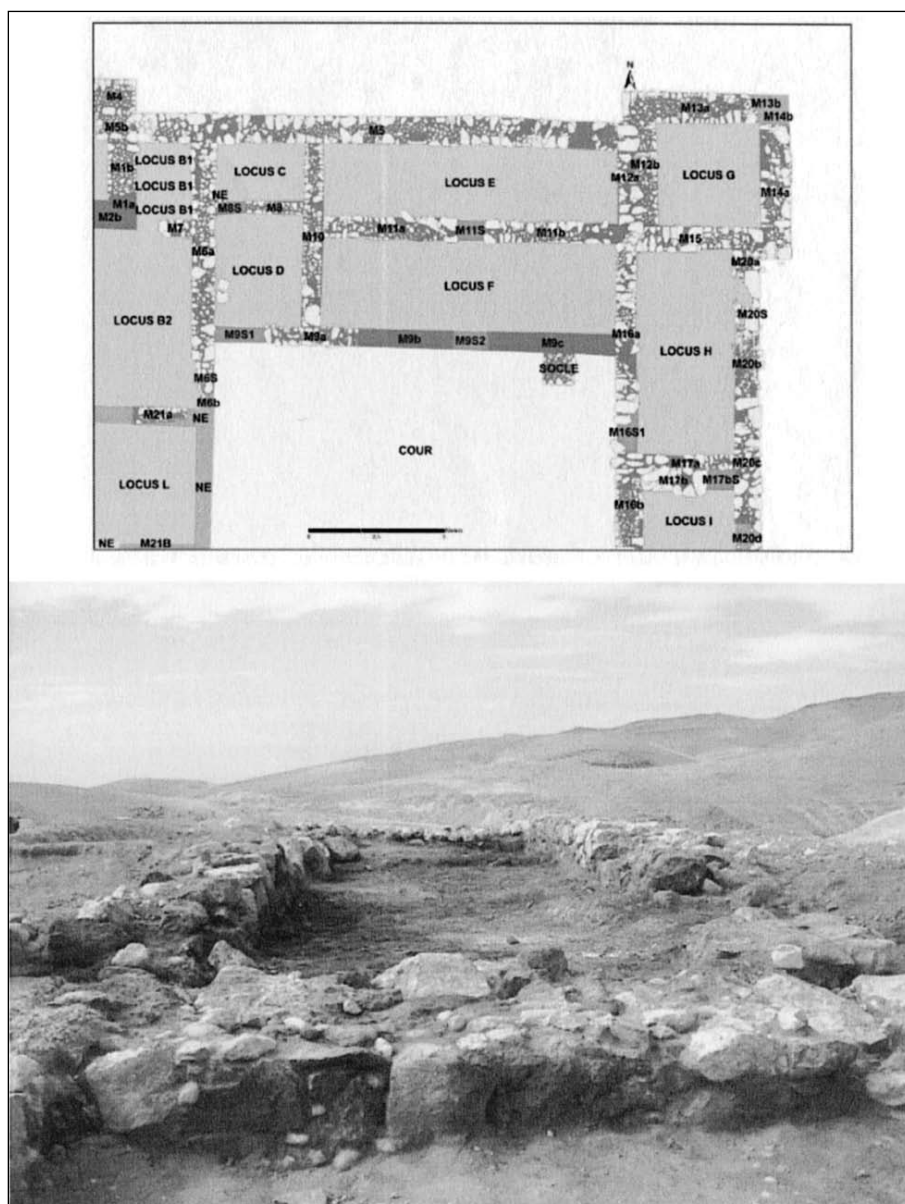 N
M4
M13a
M13b
M14b
M5b
M5
M1b
LOCUS B1
LOCUS C
LOCUS E
M12b
M12a
LOCUS G
LOCUS B1
NE
M14a
M1a
LOCUS B1
M8S
M8
M2b
M7
M10
M11a
M11S
M11b
M15
M6a
M20a
LOCUS D
LOCUS F
LOCUS B2
M20S
M9S1
M9a
M9b
M9S2
M9c
M16a
LOCUS H
M20b
SOCLE
M6S
M6b
M21a
NE
M16S1
COUR
M17a
M20c
LOCUS L
NE
M17b
M17bS
M16b
LOCUS I
NE
M21B
M20d
0